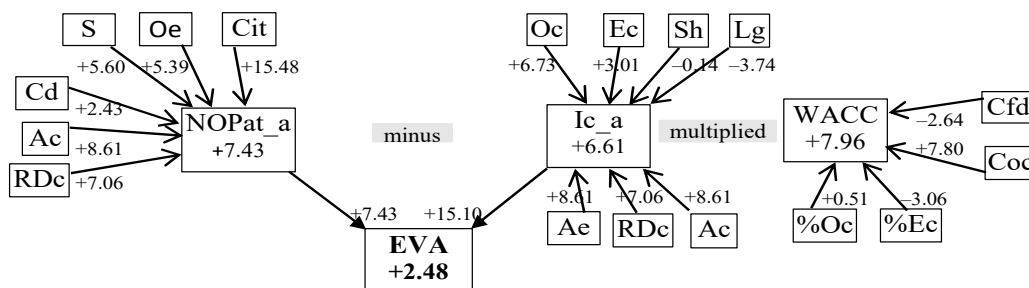 S Oe Cit Oc Ec Sh Lg
+5.60 +5.39 +15.48 +6.73 +3.01 –0.14 –3.74
Cd
+2.43
NOPat_a
+7.43
minus
Ic_a
+6.61
multiplied
WACC
+7.96
Cfd
–2.64
Ac
+8.61
Coc
+7.80
RDc
+7.06
+8.61 +7.06 +8.61
Ae RDc Ac
+0.51 –3.06
%Oc %Ec
+7.43 +15.10
EVA
+2.48